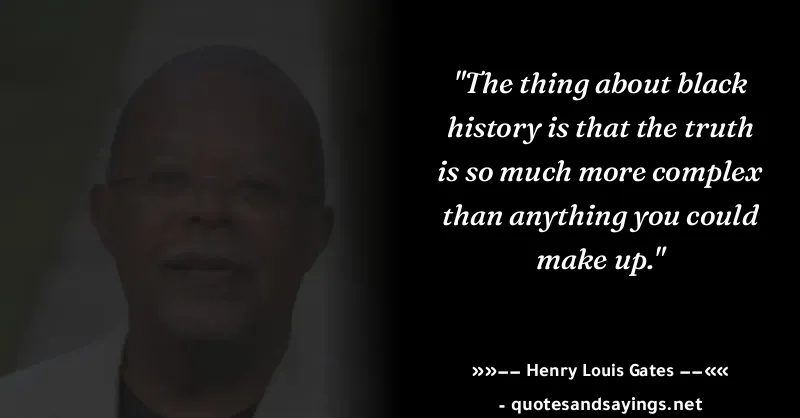 "The thing about black
history is that the truth
is so much more complex
than anything you could
make up."
»»–– Henry Louis Gates ––««
- quotesandsayings.net